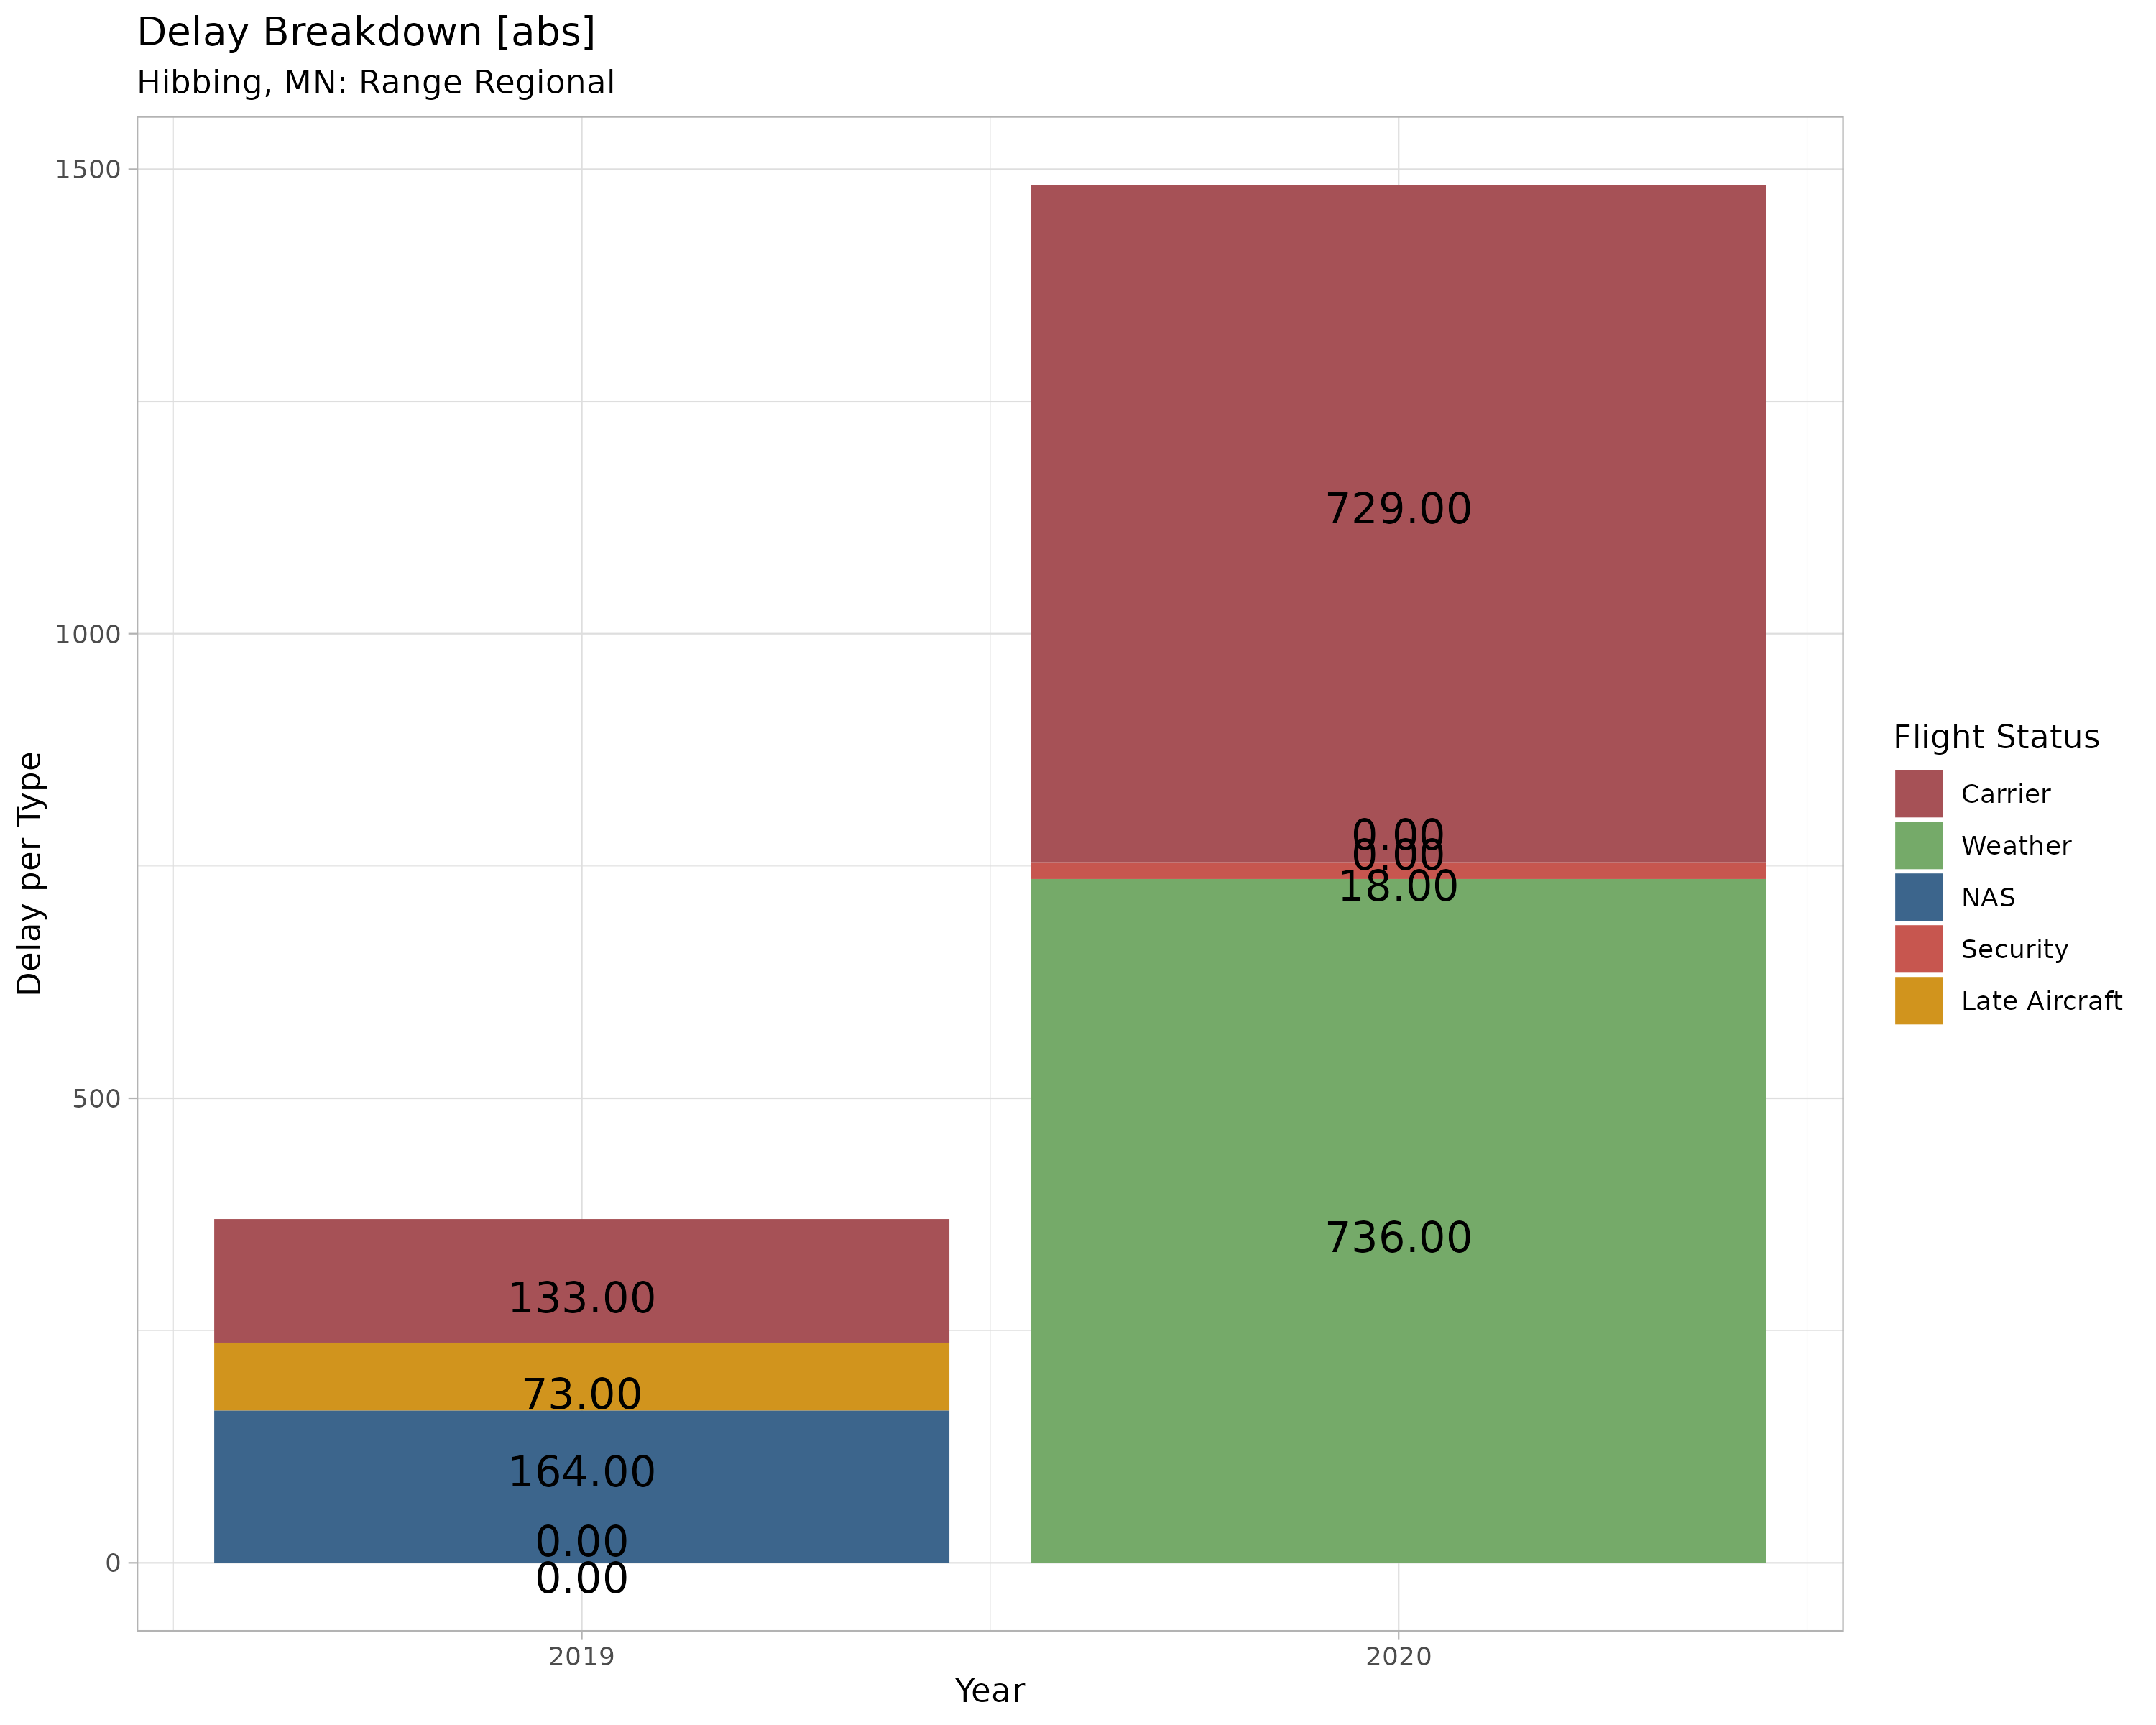 Delay Breakdown [abs]
Hibbing, MN: Range Regional
1500
1000
500
0
Delay per Type
729.00
0.00
0.00
18.00
736.00
133.00
73.00
164.00
0.00
0.00
2019
2020
Year
Flight Status
Carrier
Weather
NAS
Security
Late Aircraft